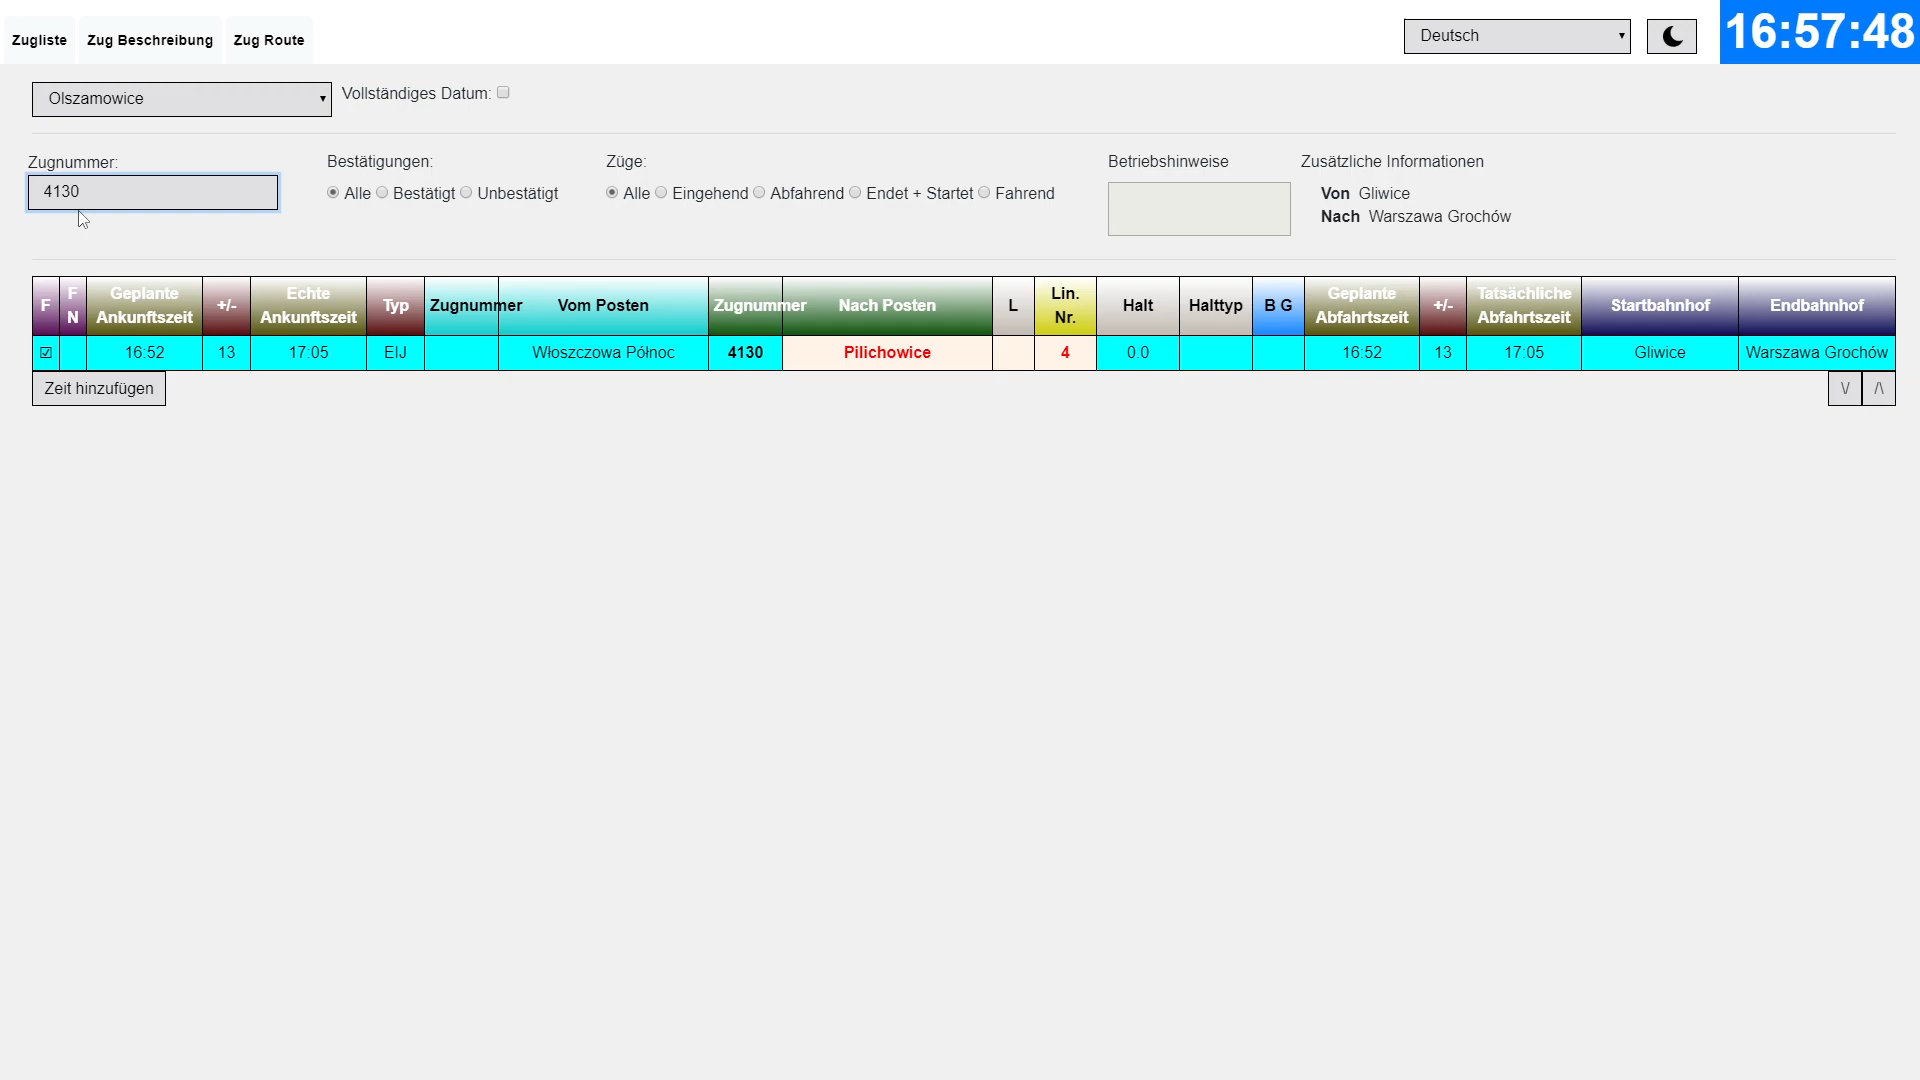 Zugliste Zug Beschreibung Zug Route Deutsch 16:57:48
Olszamowice Vollständiges Datum:
Zugnummer: Bestätigungen: Züge: Betriebshinweise Zusätzliche Informationen
4130 Alle Bestätigt Unbestätigt Alle Eingehend Abfahrend Endet + Startet Fahrend Von Gliwice
Nach Warszawa Grochów
F F N Geplante Ankunftszeit +/- Echte Ankunftszeit Typ Zugnummer Vom Posten Zugnummer Nach Posten L Lin. Nr. Halt Halttyp B G Geplante Abfahrtszeit +/- Tatsächliche Abfahrtszeit Startbahnhof Endbahnhof
16:52 13 17:05 EIJ Włoszczowa Północ 4130 Pilichowice 4 0.0 16:52 13 17:05 Gliwice Warszawa Grochów
Zeit hinzufügen \/ /\